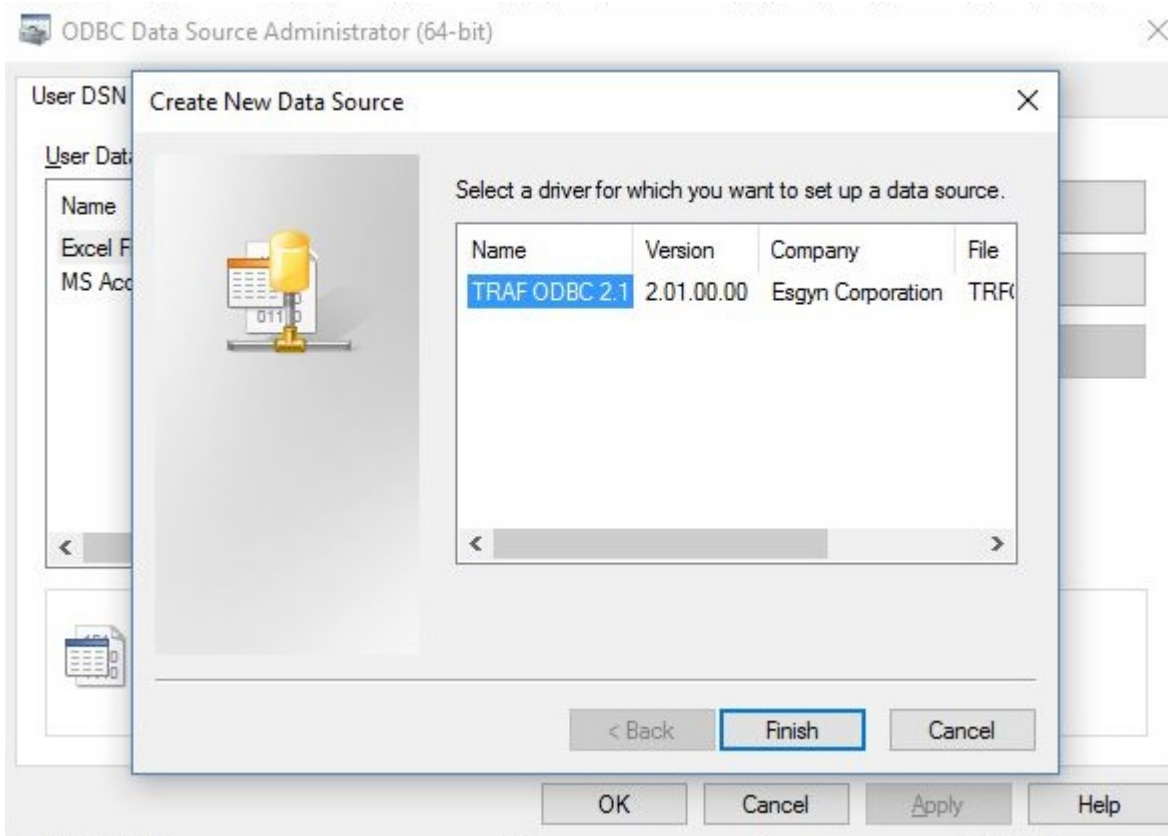 ODBC Data Source Administrator (64-bit)
User DSN
Create New Data Source
User Data
Select a driver for which you want to set up a data source.
Name
Name Version Company File
Excel F
TRAF ODBC 2.1 2.01.00.00 Esgyn Corporation TRF
MS Acc
< Back Finish Cancel
OK Cancel Apply Help